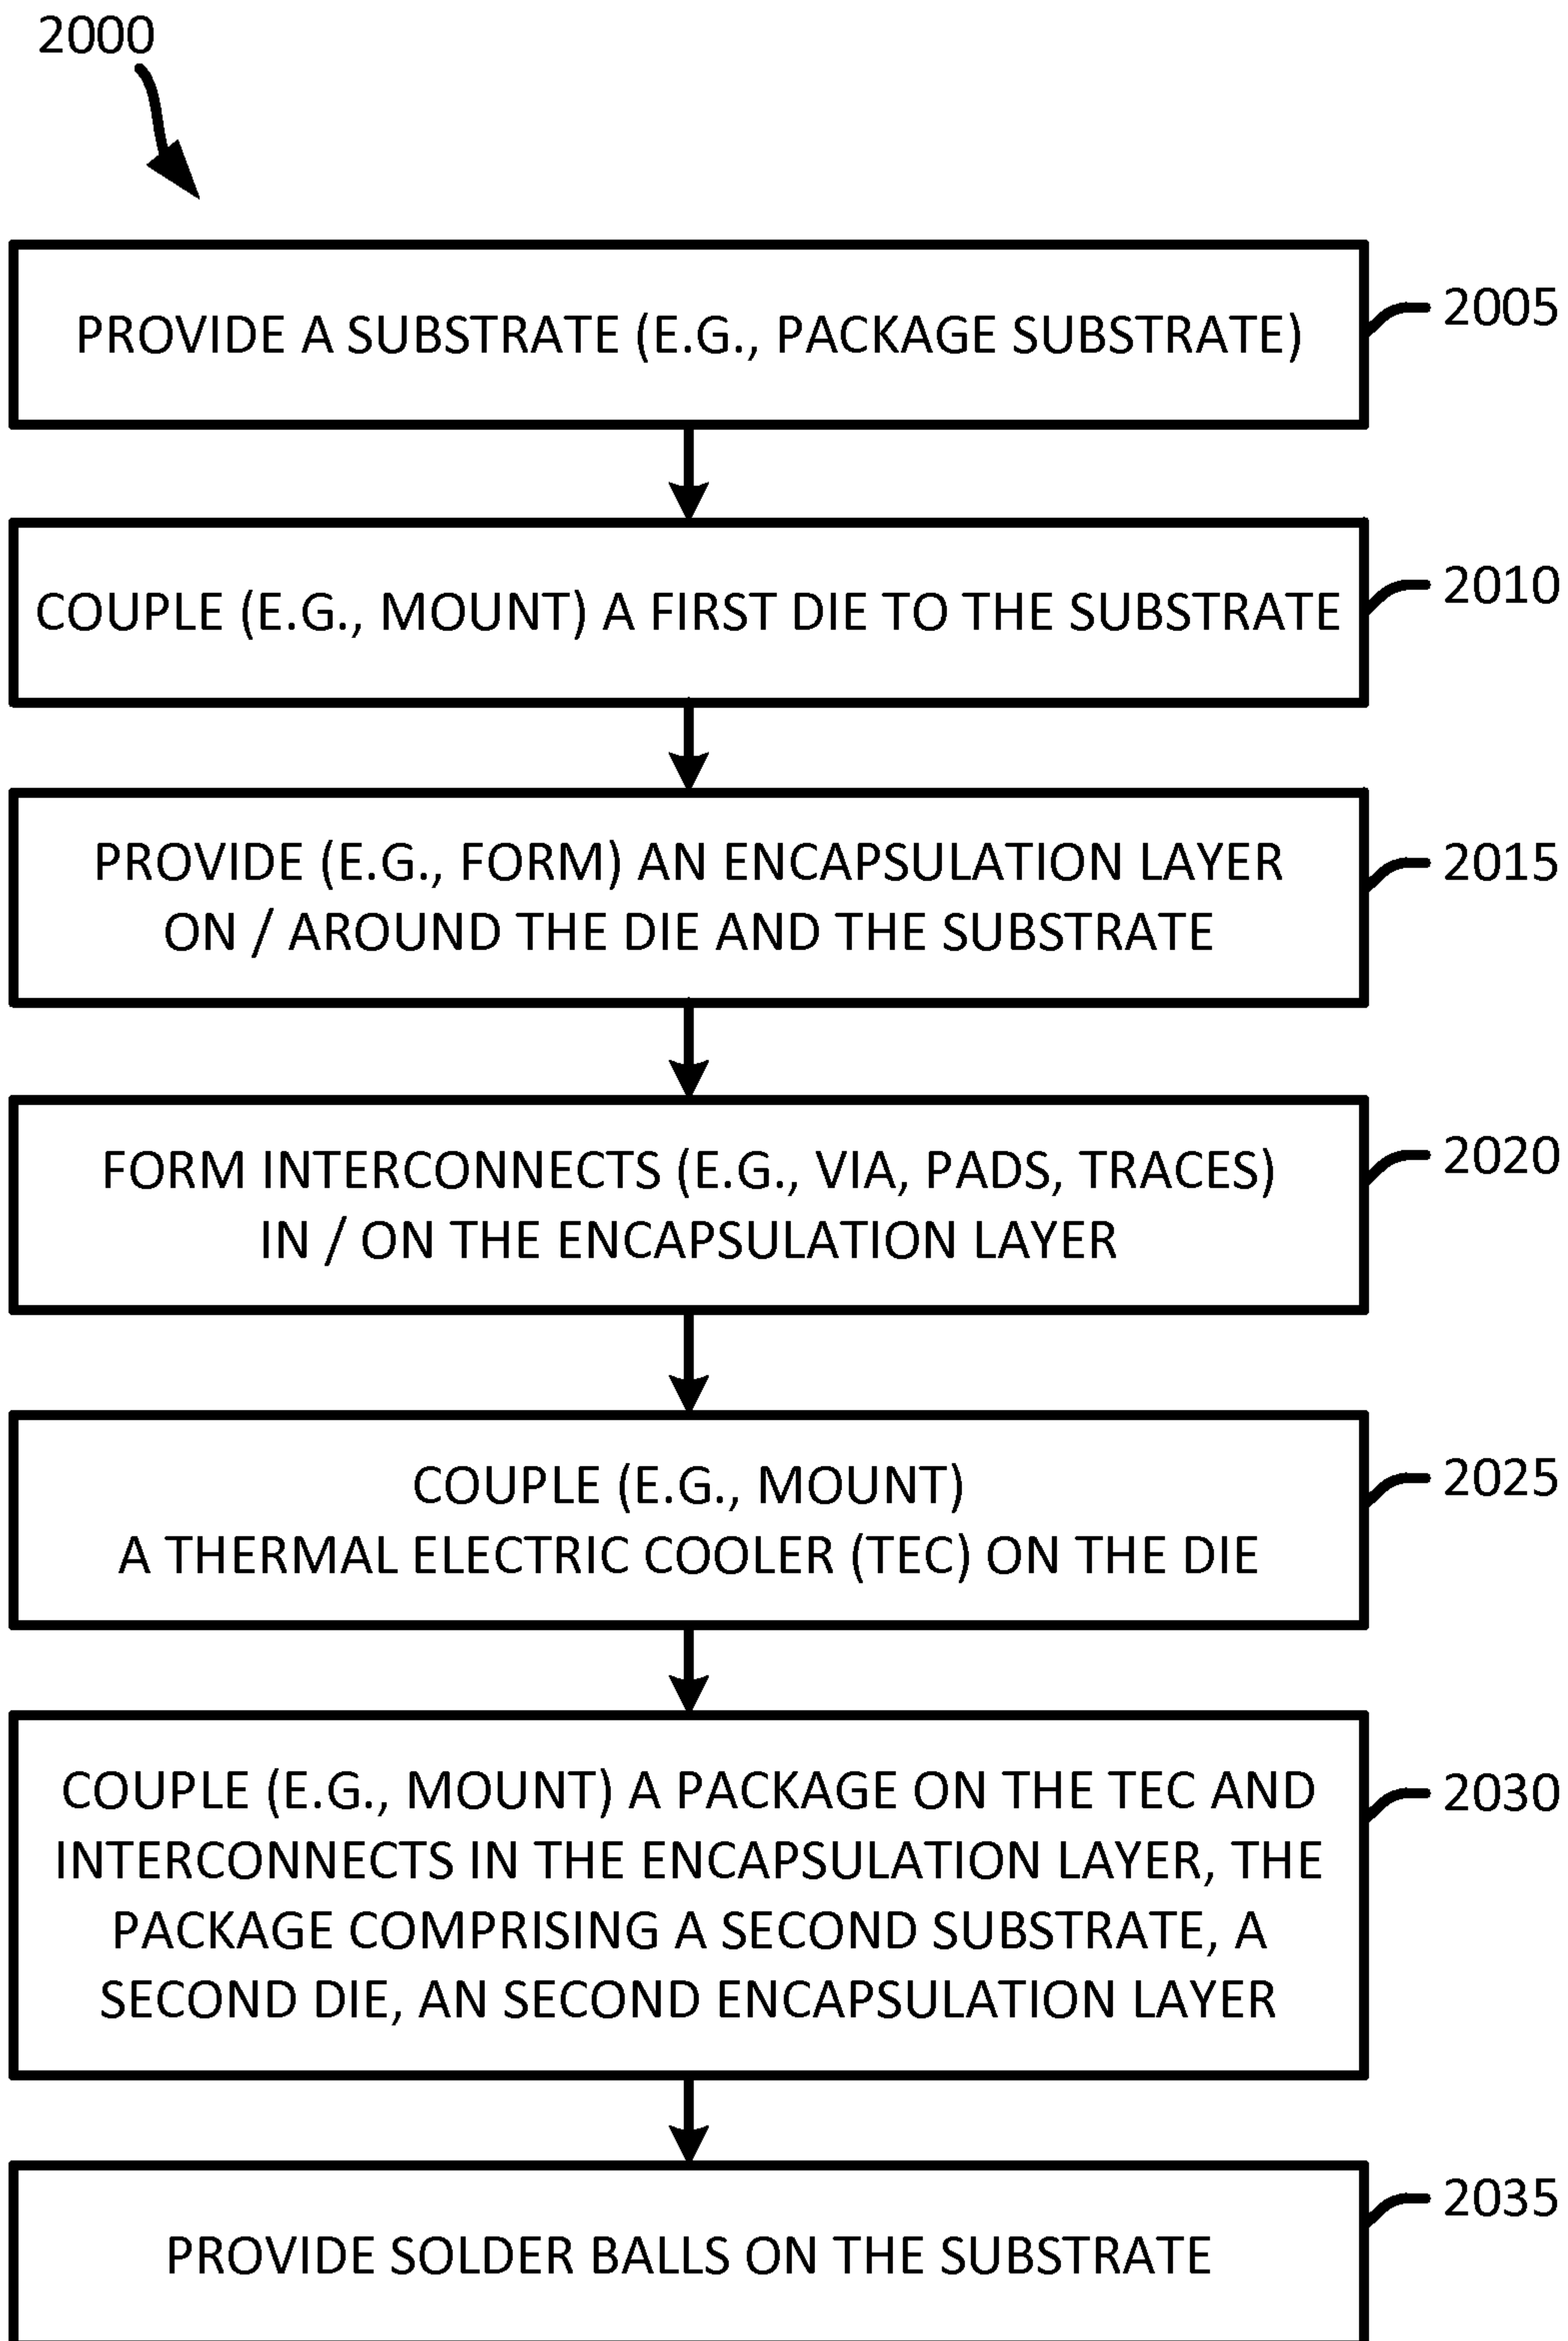 2000
PROVIDE A SUBSTRATE (E.G., PACKAGE SUBSTRATE)
2005
COUPLE (E.G., MOUNT) A FIRST DIE TO THE SUBSTRATE
2010
PROVIDE (E.G., FORM) AN ENCAPSULATION LAYER
ON / AROUND THE DIE AND THE SUBSTRATE
2015
FORM INTERCONNECTS (E.G., VIA, PADS, TRACES)
IN / ON THE ENCAPSULATION LAYER
2020
COUPLE (E.G., MOUNT)
A THERMAL ELECTRIC COOLER (TEC) ON THE DIE
2025
COUPLE (E.G., MOUNT) A PACKAGE ON THE TEC AND
INTERCONNECTS IN THE ENCAPSULATION LAYER, THE
PACKAGE COMPRISING A SECOND SUBSTRATE, A
SECOND DIE, AN SECOND ENCAPSULATION LAYER
2030
PROVIDE SOLDER BALLS ON THE SUBSTRATE
2035